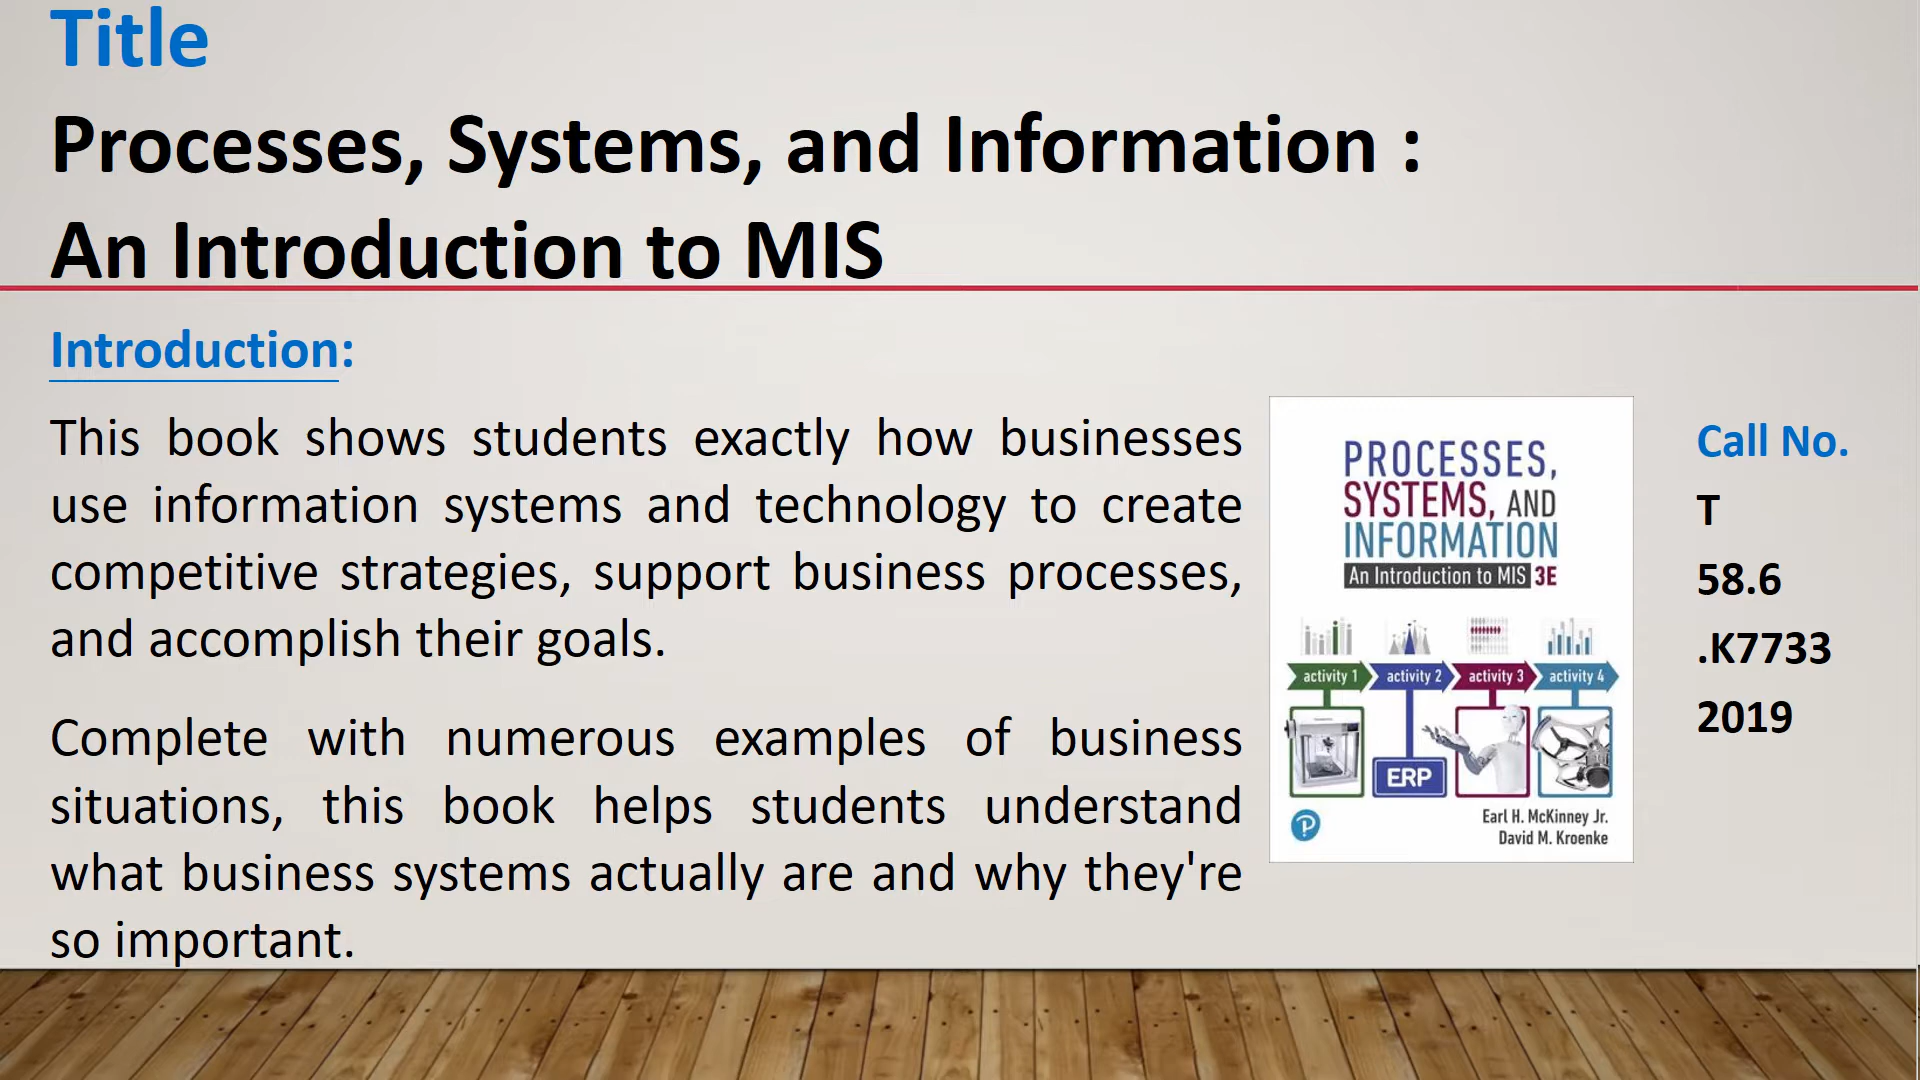 Title
Processes, Systems, and Information :
An Introduction to MIS
Introduction:
This book shows students exactly how businesses
use information systems and technology to create
competitive strategies, support business processes,
and accomplish their goals.
Complete with numerous examples of business
situations, this book helps students understand
what business systems actually are and why they're
so important.
PROCESSES,
SYSTEMS, AND
INFORMATION
An Introduction to MIS 3E
activity 1 activity 2 activity 3 activity 4
ERP
P
Earl H. McKinney Jr.
David M. Kroenke
Call No.
T
58.6
.K7733
2019